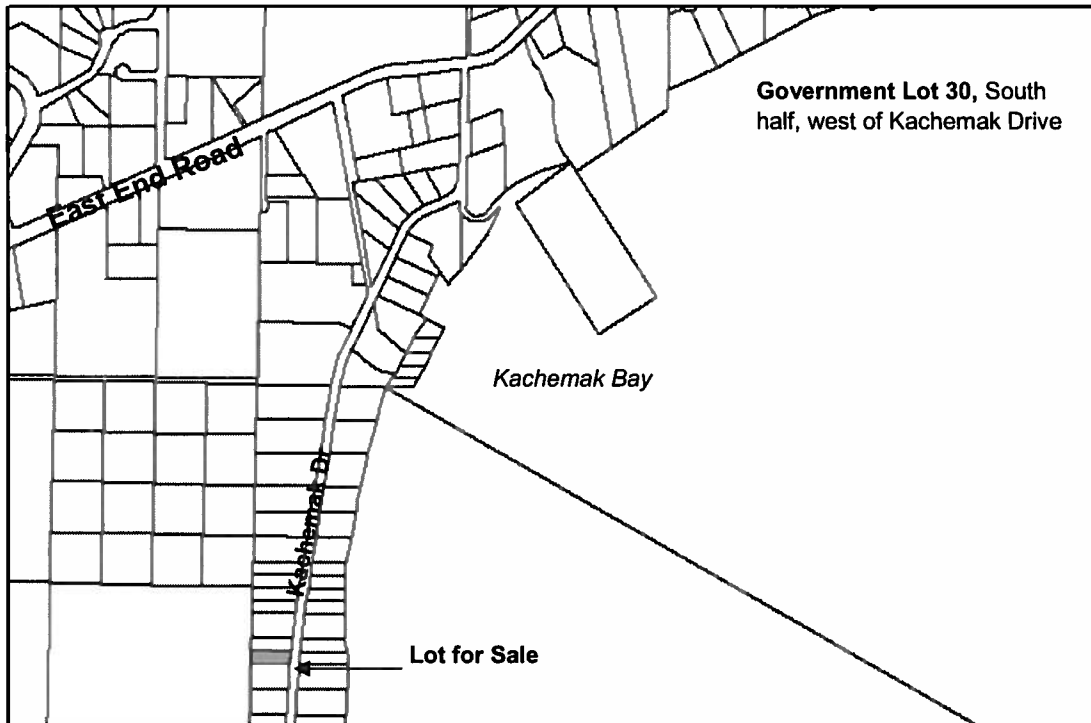 Government Lot 30, South
half, west of Kachemak Drive
East End Road
Kachemak Bay
Kachemak Dr
Lot for Sale